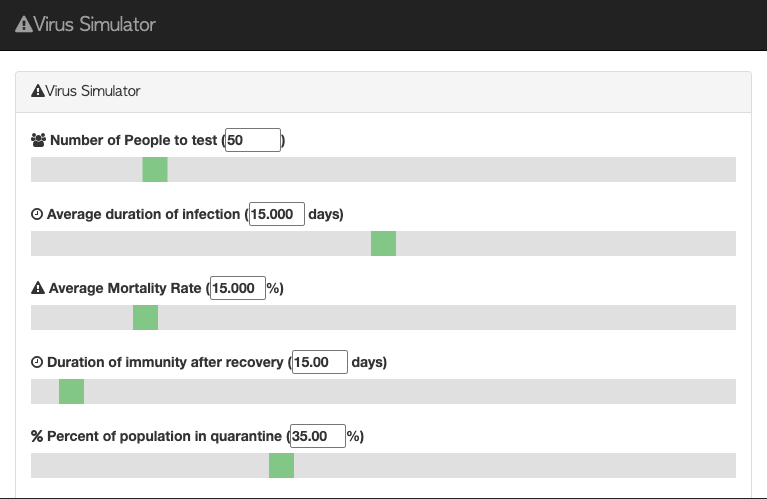 Virus Simulator
Virus Simulator
Number of People to test (50)
Average duration of infection (15.000 days)
Average Mortality Rate (15.000 %)
Duration of immunity after recovery (15.00 days)
% Percent of population in quarantine (35.00 %)